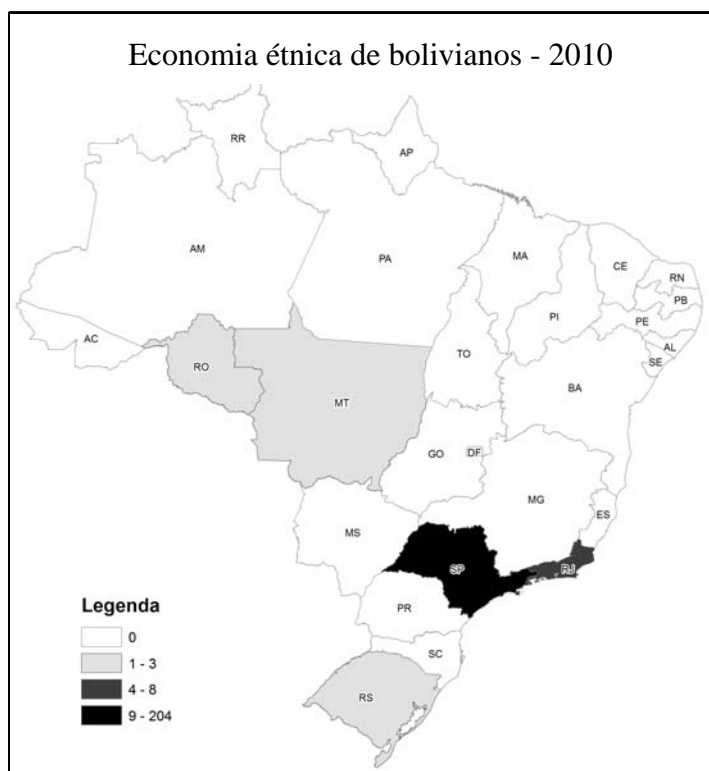 Economia étnica de bolivianos - 2010
RR
AP
AM
PA
MA
CE
RN
PB
PE
PI
AL
SE
AC
RO
TO
BA
MT
GO
DF
MG
ES
MS
SP
RJ
PR
SC
RS
Legenda
0
1 - 3
4 - 8
9 - 204